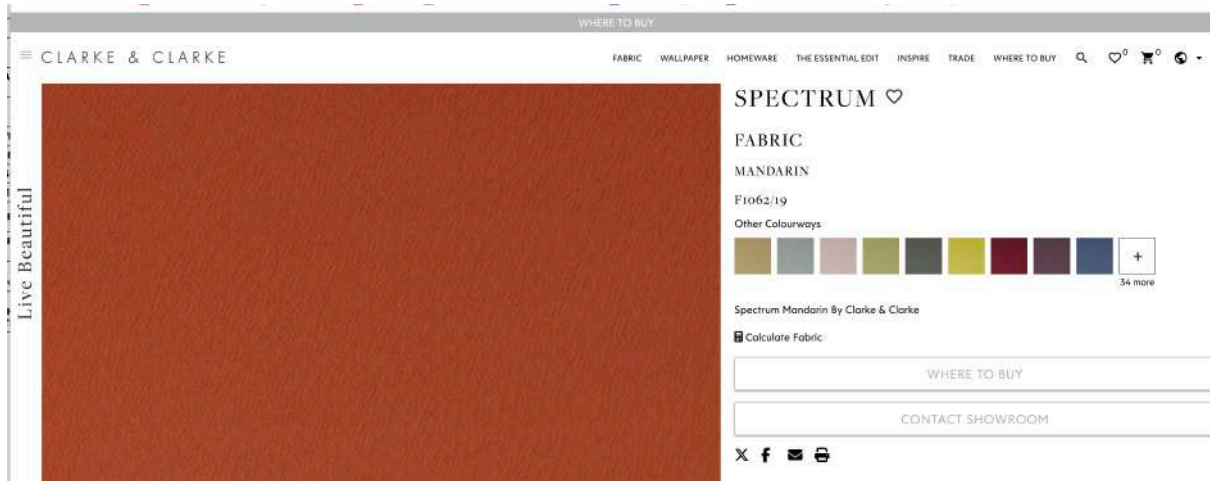 WHERE TO BUY
CLARKE & CLARKE
FABRIC WALLPAPER HOMEWARE THE ESSENTIAL EDIT INSPIRE TRADE WHERE TO BUY 0 0
Live Beautiful
SPECTRUM
FABRIC
MANDARIN
F1062/19
Other Colourways
+
34 more
Spectrum Mandarin By Clarke & Clarke
Calculate Fabric
WHERE TO BUY
CONTACT SHOWROOM